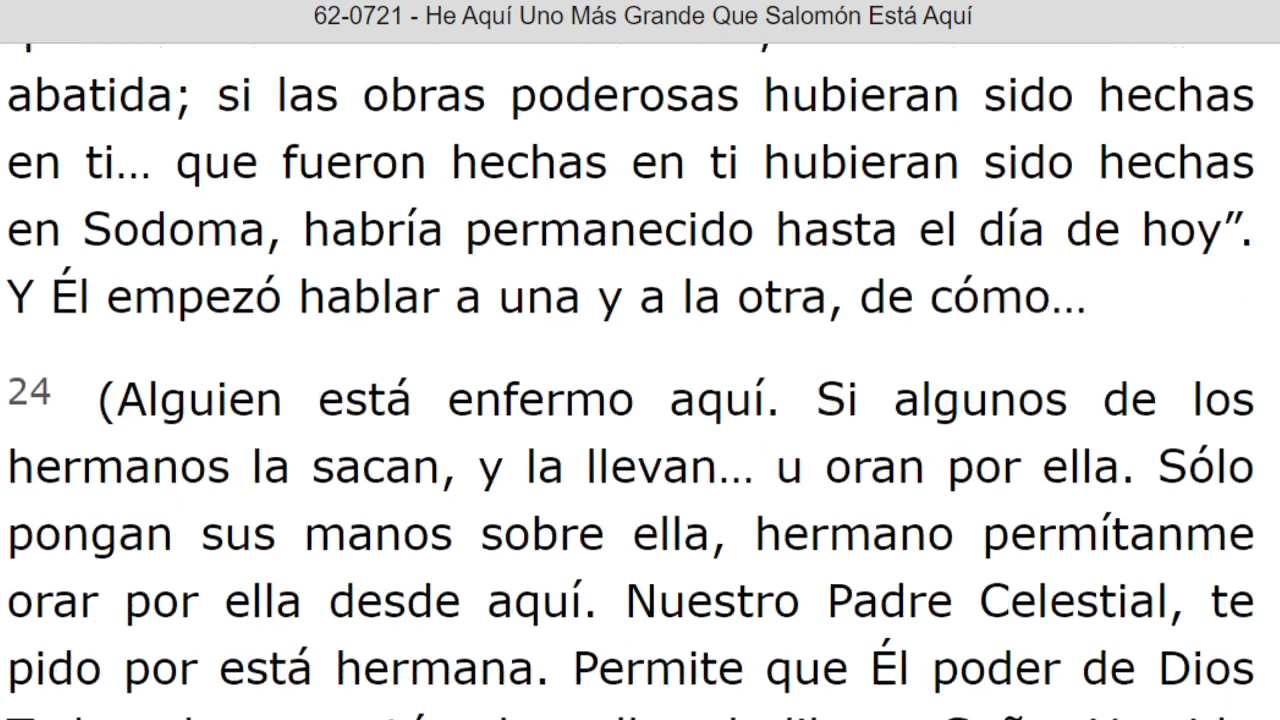 62-0721 - He Aquí Uno Más Grande Que Salomón Está Aquí
abatida; si las obras poderosas hubieran sido hechas
en ti... que fueron hechas en ti hubieran sido hechas
en Sodoma, habría permanecido hasta el día de hoy”.
Y Él empezó hablar a una y a la otra, de cómo...
24 (Alguien está enfermo aquí. Si algunos de los
hermanos la sacan, y la llevan... u oran por ella. Sólo
pongan sus manos sobre ella, hermano permítanme
orar por ella desde aquí. Nuestro Padre Celestial, te
pido por está hermana. Permite que Él poder de Dios